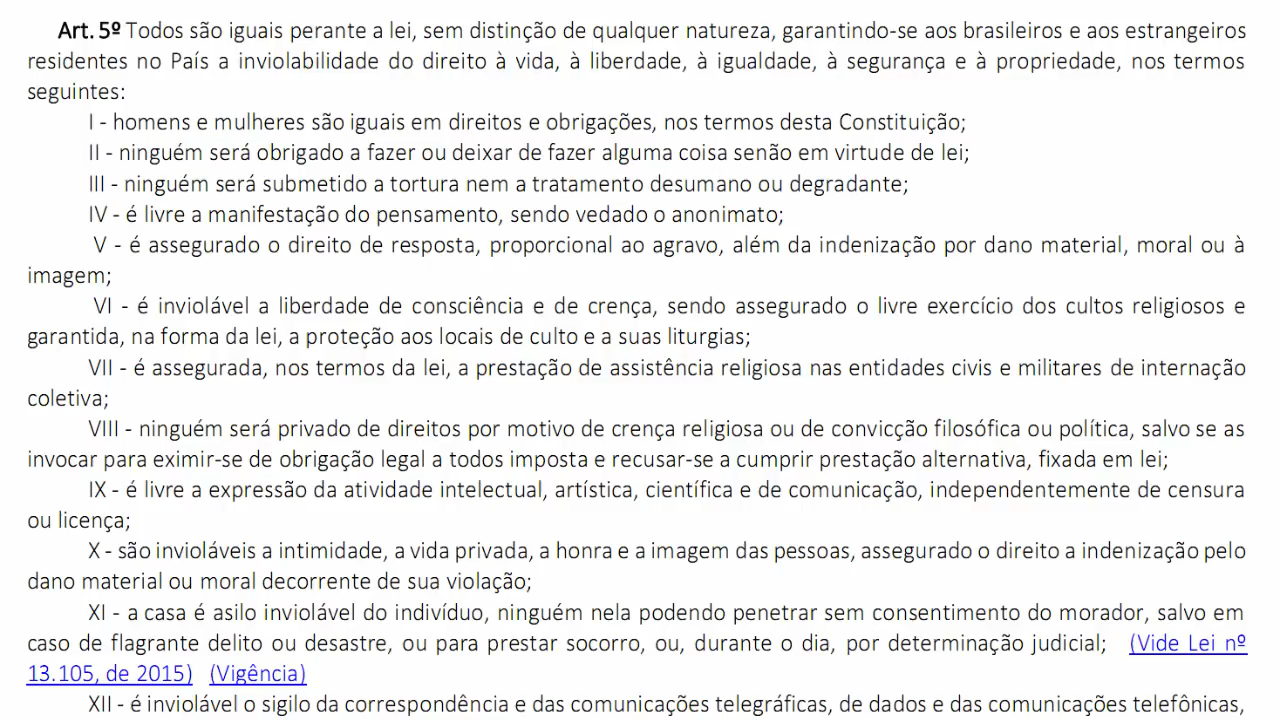 Art. 5º Todos são iguais perante a lei, sem distinção de qualquer natureza, garantindo-se aos brasileiros e aos estrangeiros
residentes no País a inviolabilidade do direito à vida, à liberdade, à igualdade, à segurança e à propriedade, nos termos
seguintes:
I - homens e mulheres são iguais em direitos e obrigações, nos termos desta Constituição;
II - ninguém será obrigado a fazer ou deixar de fazer alguma coisa senão em virtude de lei;
III - ninguém será submetido a tortura nem a tratamento desumano ou degradante;
IV - é livre a manifestação do pensamento, sendo vedado o anonimato;
V - é assegurado o direito de resposta, proporcional ao agravo, além da indenização por dano material, moral ou à
imagem;
VI - é inviolável a liberdade de consciência e de crença, sendo assegurado o livre exercício dos cultos religiosos e
garantida, na forma da lei, a proteção aos locais de culto e a suas liturgias;
VII - é assegurada, nos termos da lei, a prestação de assistência religiosa nas entidades civis e militares de internação
coletiva;
VIII - ninguém será privado de direitos por motivo de crença religiosa ou de convicção filosófica ou política, salvo se as
invocar para eximir-se de obrigação legal a todos imposta e recusar-se a cumprir prestação alternativa, fixada em lei;
IX - é livre a expressão da atividade intelectual, artística, científica e de comunicação, independentemente de censura
ou licença;
X - são invioláveis a intimidade, a vida privada, a honra e a imagem das pessoas, assegurado o direito a indenização pelo
dano material ou moral decorrente de sua violação;
XI - a casa é asilo inviolável do indivíduo, ninguém nela podendo penetrar sem consentimento do morador, salvo em
caso de flagrante delito ou desastre, ou para prestar socorro, ou, durante o dia, por determinação judicial; (Vide Lei nº
13.105, de 2015) (Vigência)
XII - é inviolável o sigilo da correspondência e das comunicações telegráficas, de dados e das comunicações telefônicas,